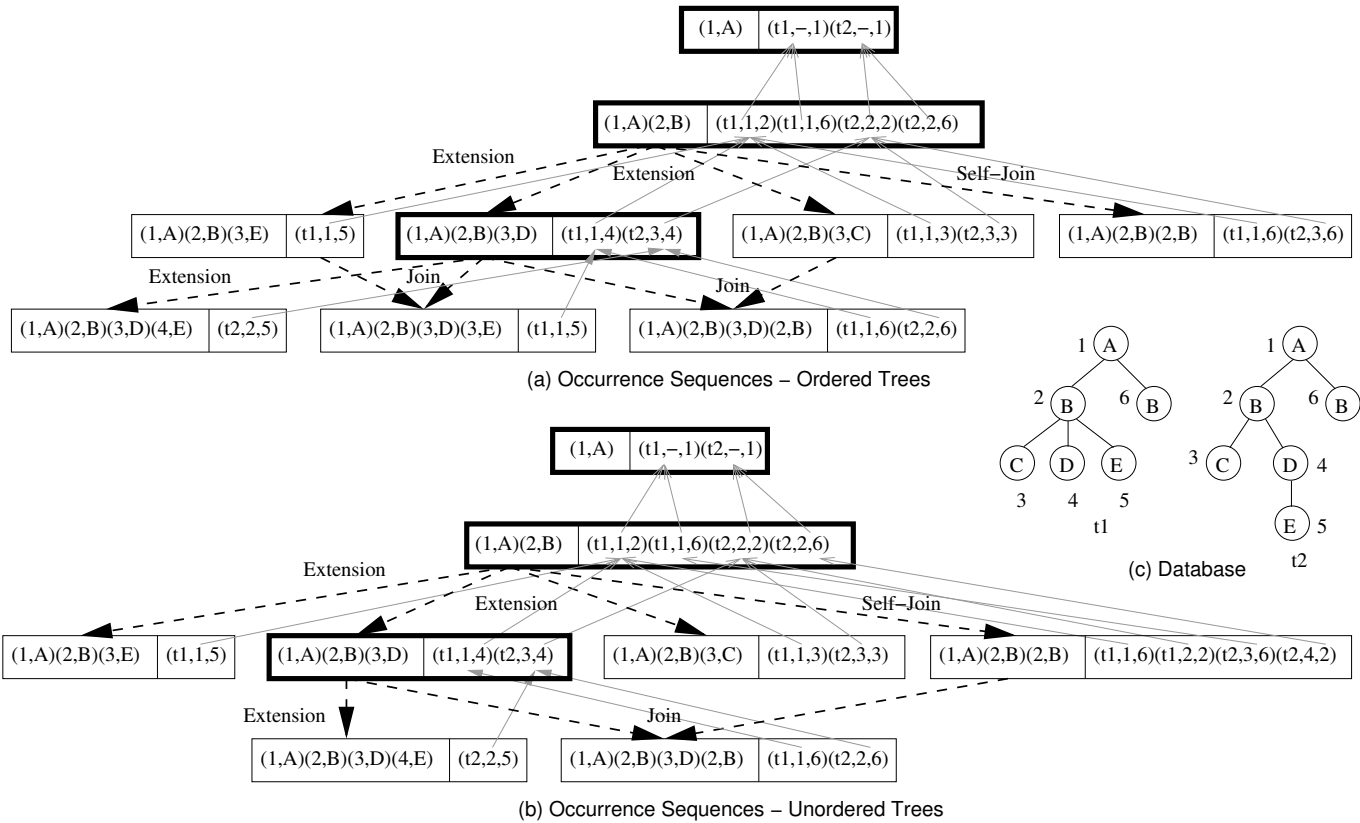 (1,A) (t1,−,1)(t2,−,1)
(1,A)(2,B) (t1,1,2)(t1,1,6)(t2,2,2)(t2,2,6)
Extension
Extension
Self−Join
(1,A)(2,B)(3,E) (t1,1,5)
(1,A)(2,B)(3,D) (t1,1,4)(t2,3,4)
(1,A)(2,B)(3,C) (t1,1,3)(t2,3,3)
(1,A)(2,B)(2,B) (t1,1,6)(t2,3,6)
Extension
Join
Join
(1,A)(2,B)(3,D)(4,E) (t2,2,5)
(1,A)(2,B)(3,D)(3,E) (t1,1,5)
(1,A)(2,B)(3,D)(2,B) (t1,1,6)(t2,2,6)
(a) Occurrence Sequences − Ordered Trees
1 A
2 B
6 B
C D E
3 4 5
t1
1 A
2 B
6 B
3 C
D 4
E 5
t2
(c) Database
(1,A) (t1,−,1)(t2,−,1)
(1,A)(2,B) (t1,1,2)(t1,1,6)(t2,2,2)(t2,2,6)
Extension
Extension
Self−Join
(1,A)(2,B)(3,E) (t1,1,5)
(1,A)(2,B)(3,D) (t1,1,4)(t2,3,4)
(1,A)(2,B)(3,C) (t1,1,3)(t2,3,3)
(1,A)(2,B)(2,B) (t1,1,6)(t1,2,2)(t2,3,6)(t2,4,2)
Extension
Join
(1,A)(2,B)(3,D)(4,E) (t2,2,5)
(1,A)(2,B)(3,D)(2,B) (t1,1,6)(t2,2,6)
(b) Occurrence Sequences − Unordered Trees